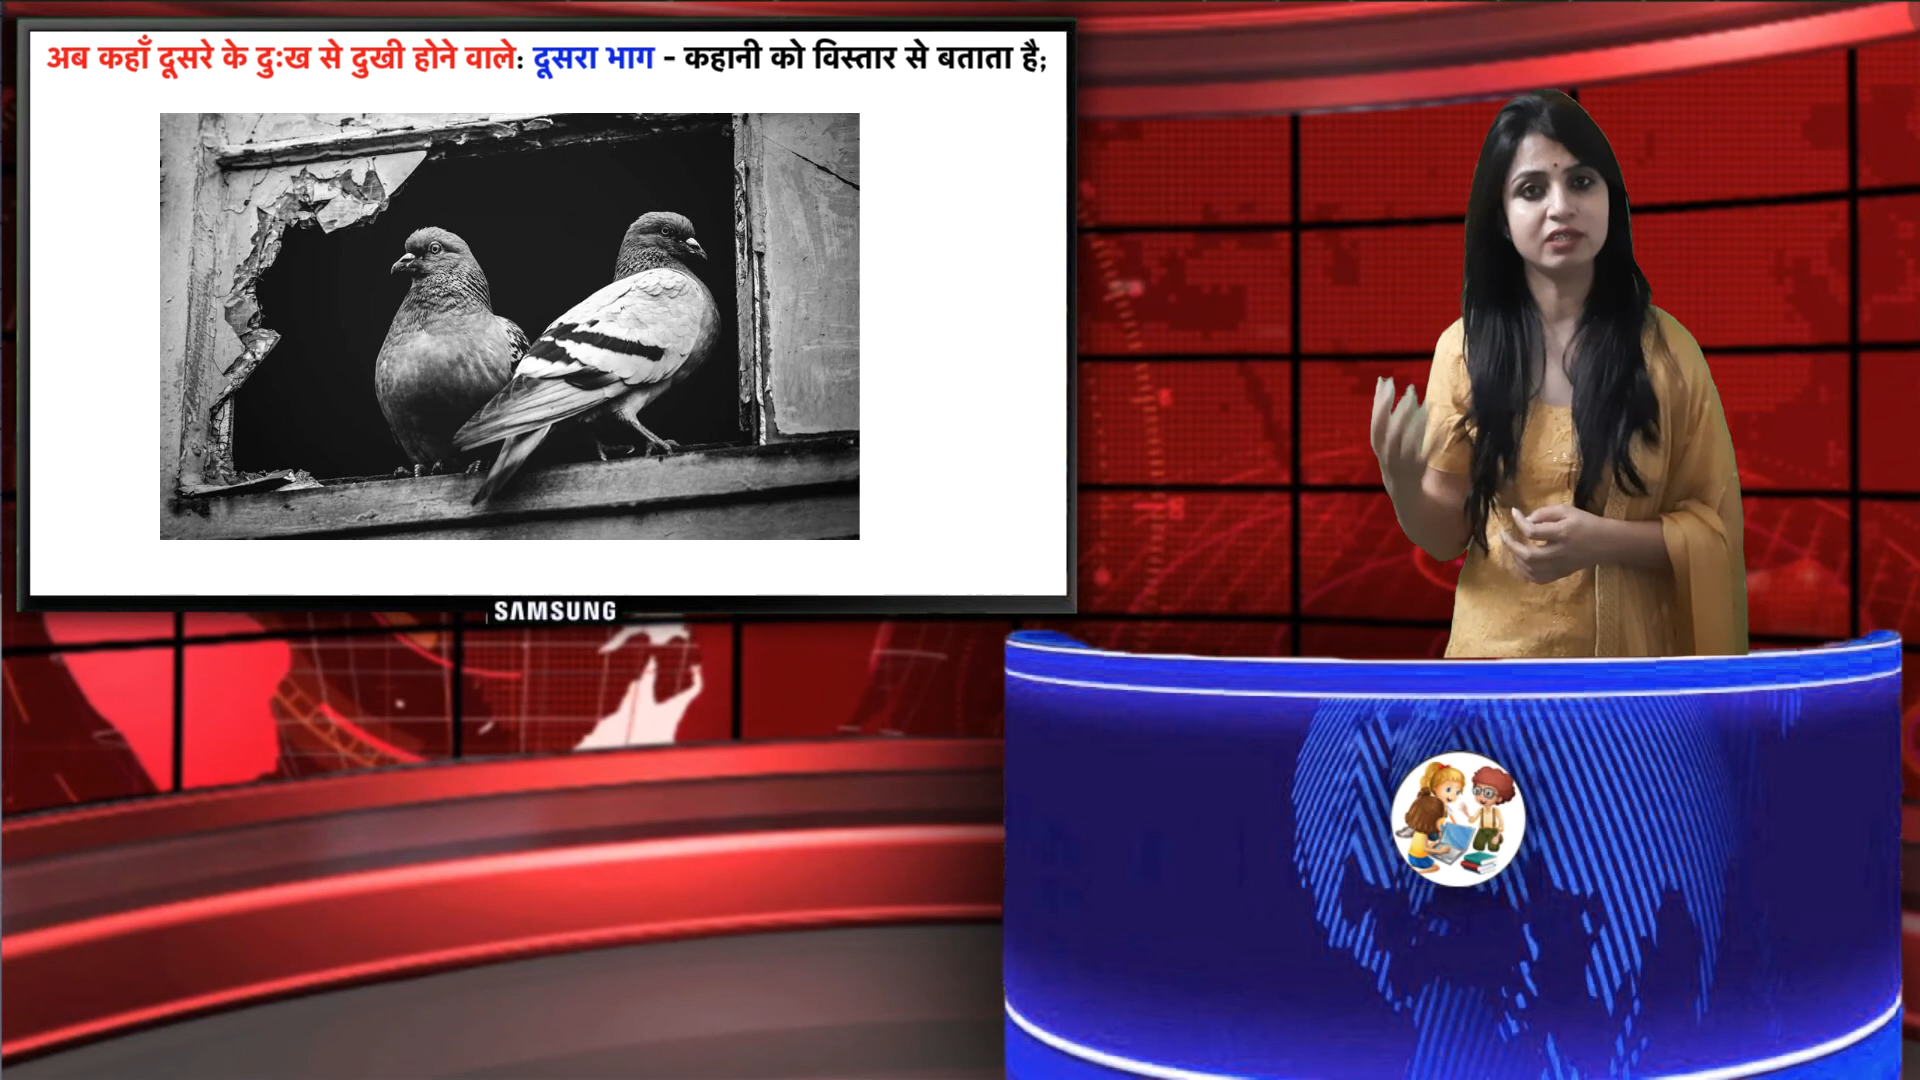 अब कहाँ दूसरे के दुःख से दुखी होने वाले: दूसरा भाग - कहानी को विस्तार से बताता है;
SAMSUNG